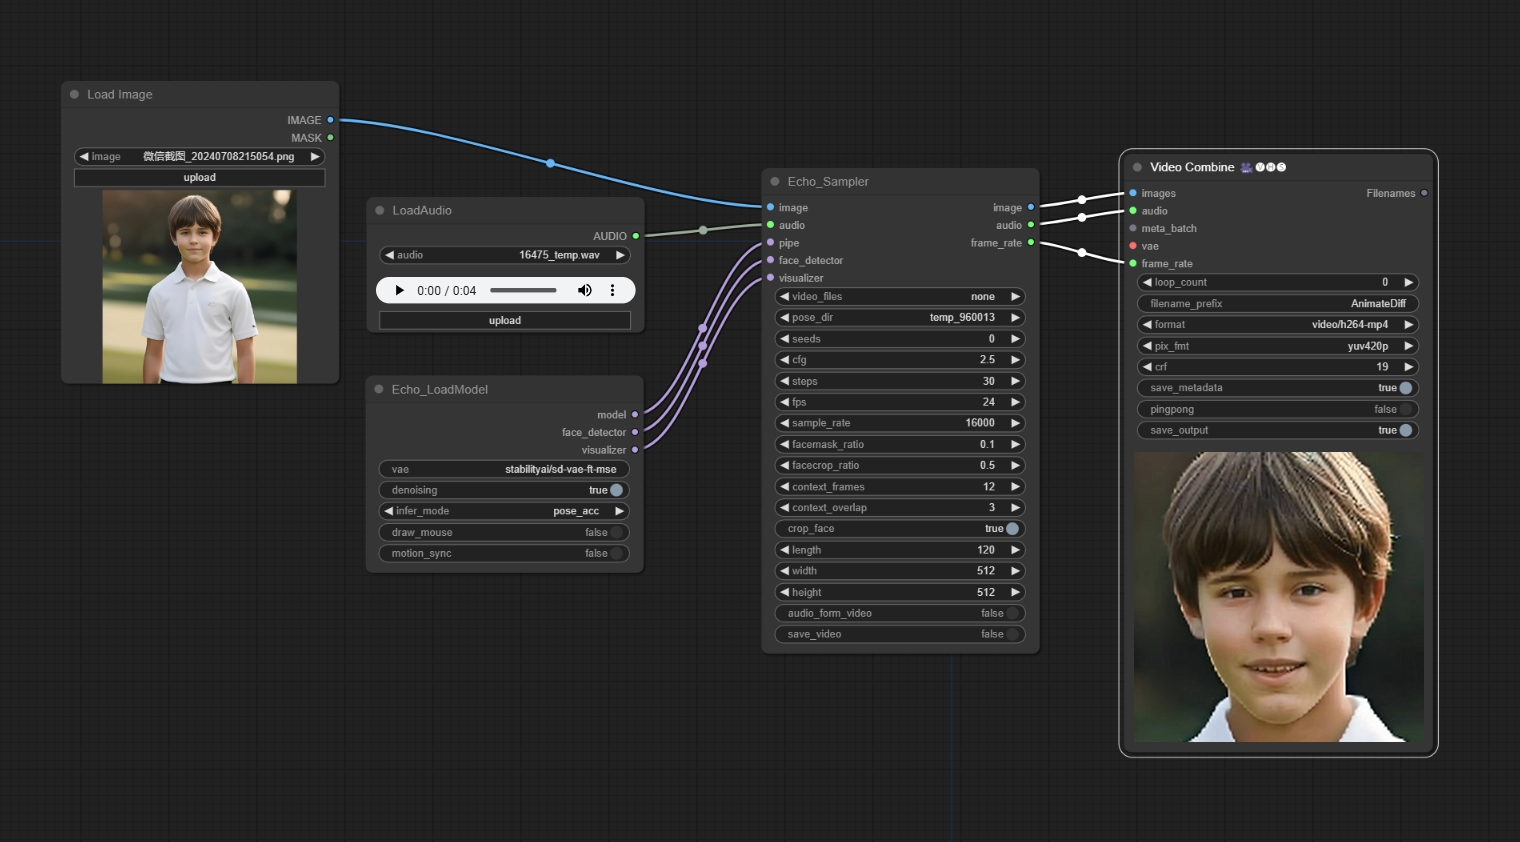 Load Image
IMAGE
MASK
image 微信截图_20240708215054.png
upload
LoadAudio
AUDIO
audio 16475_temp.wav
0:00 / 0:04
upload
Echo_LoadModel
model
face_detector
visualizer
vae stabilityai/sd-vae-ft-mse
denoising true
infer_mode pose_acc
draw_mouse false
motion_sync false
Echo_Sampler
image image
audio audio
pipe frame_rate
face_detector
visualizer
video_files none
pose_dir temp_960013
seeds 0
cfg 2.5
steps 30
fps 24
sample_rate 16000
facemask_ratio 0.1
facecrop_ratio 0.5
context_frames 12
context_overlap 3
crop_face true
length 120
width 512
height 512
audio_form_video false
save_video false
Video Combine 🎥🅥🅗🅢
images Filenames
audio
meta_batch
vae
frame_rate
loop_count 0
filename_prefix AnimateDiff
format video/h264-mp4
pix_fmt yuv420p
crf 19
save_metadata true
pingpong false
save_output true